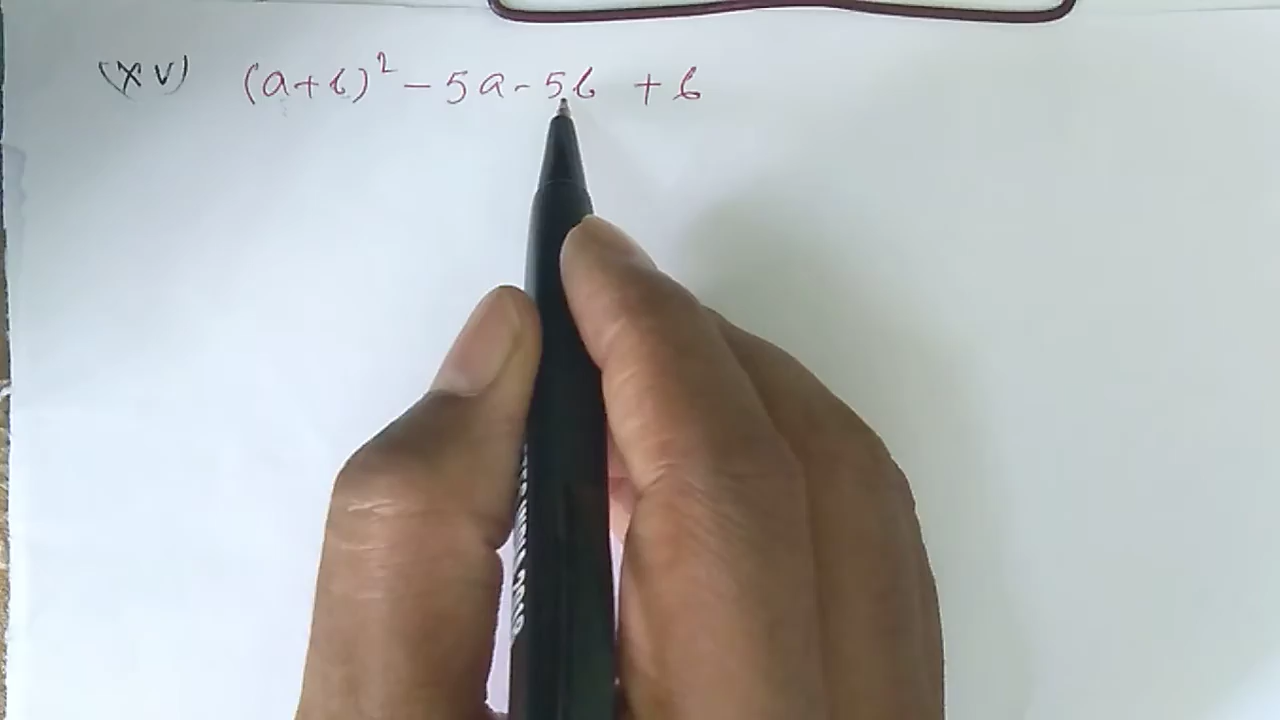 (xv) (a+b)² - 5a - 5b + 6